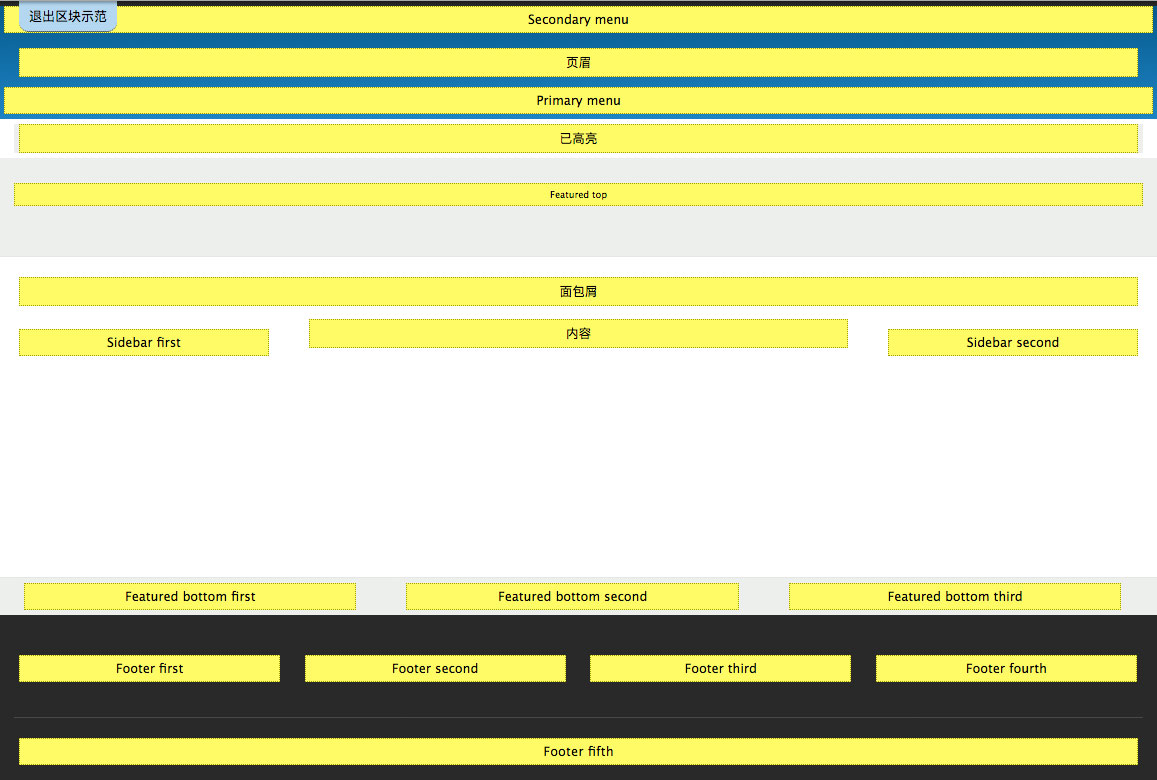 退出区块示范
Secondary menu
页眉
Primary menu
已高亮
Featured top
面包屑
Sidebar first
内容
Sidebar second
Featured bottom first
Featured bottom second
Featured bottom third
Footer first
Footer second
Footer third
Footer fourth
Footer fifth